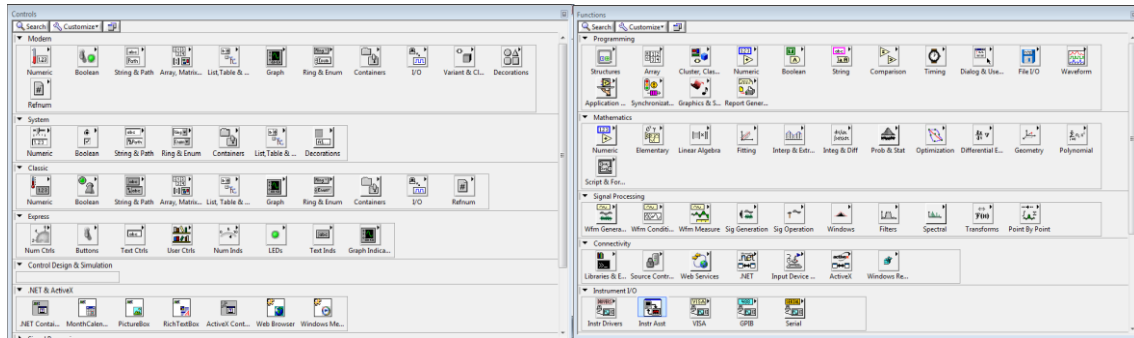 Controls
Search Customize
Modern
Numeric Boolean String & Path Array, Matrix... List, Table &... Graph Ring & Enum Containers I/O Variant & Cl... Decorations
Refnum
System
Numeric Boolean String & Path Ring & Enum Containers List, Table & ... Decorations
Classic
Numeric Boolean String & Path Array, Matrix... List, Table & ... Graph Ring & Enum Containers I/O Refnum
Express
Num Ctrls Buttons Text Ctrls User Ctrls Num Inds LEDs Text Inds Graph Indica...
Control Design & Simulation
.NET & ActiveX
.NET Contai... MonthCalen... PictureBox RichTextBox ActiveX Cont... Web Browser Windows Me...
Functions
Search Customize
Programming
Structures Array Cluster, Clas... Numeric Boolean String Comparison Timing Dialog & Use... File I/O Waveform
Application ... Synchronizat... Graphics & S... Report Gener...
Mathematics
Numeric Elementary Linear Algebra Fitting Interp & Extr... Integ & Diff Prob & Stat Optimization Differential E... Geometry Polynomial
Script & For...
Signal Processing
Wfm Genera... Wfm Conditi... Wfm Measure Sig Generation Sig Operation Windows Filters Spectral Transforms Point By Point
Connectivity
Libraries & E... Source Contr... Web Services .NET Input Device ... ActiveX Windows Re...
Instrument I/O
Instr Drivers Instr Asst VISA GPIB Serial